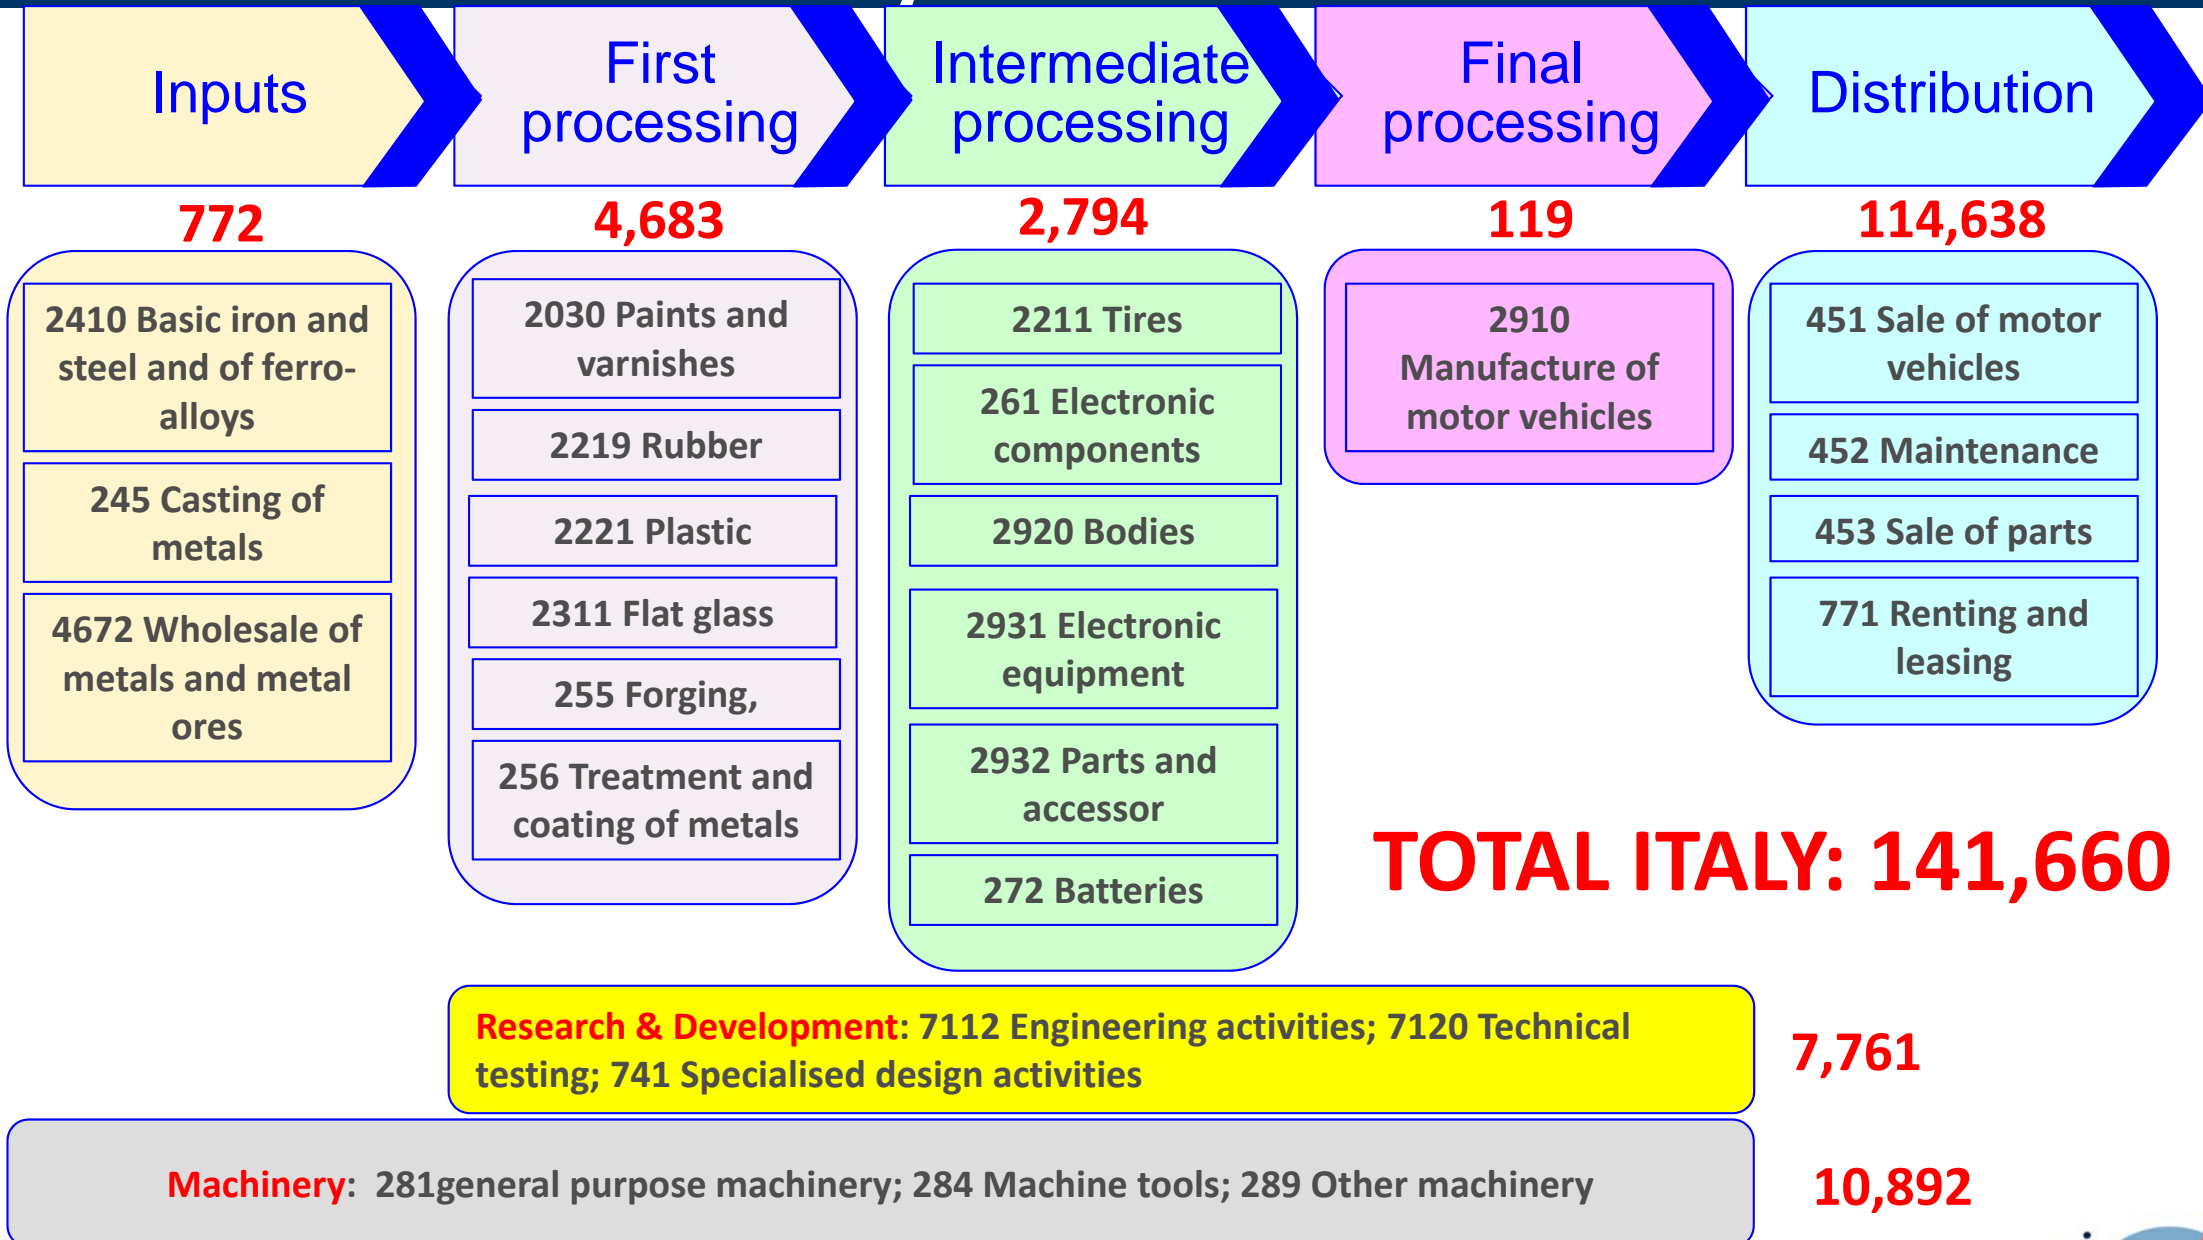 Inputs
First
processing
Intermediate
processing
Final
processing
Distribution
772
4,683
2,794
119
114,638
2410 Basic iron and
steel and of ferro-
alloys
245 Casting of
metals
4672 Wholesale of
metals and metal
ores
2030 Paints and
varnishes
2219 Rubber
2221 Plastic
2311 Flat glass
255 Forging,
256 Treatment and
coating of metals
2211 Tires
261 Electronic
components
2920 Bodies
2931 Electronic
equipment
2932 Parts and
accessor
272 Batteries
2910
Manufacture of
motor vehicles
451 Sale of motor
vehicles
452 Maintenance
453 Sale of parts
771 Renting and
leasing
TOTAL ITALY: 141,660
Research & Development: 7112 Engineering activities; 7120 Technical
testing; 741 Specialised design activities
7,761
Machinery:  281general purpose machinery; 284 Machine tools; 289 Other machinery
10,892